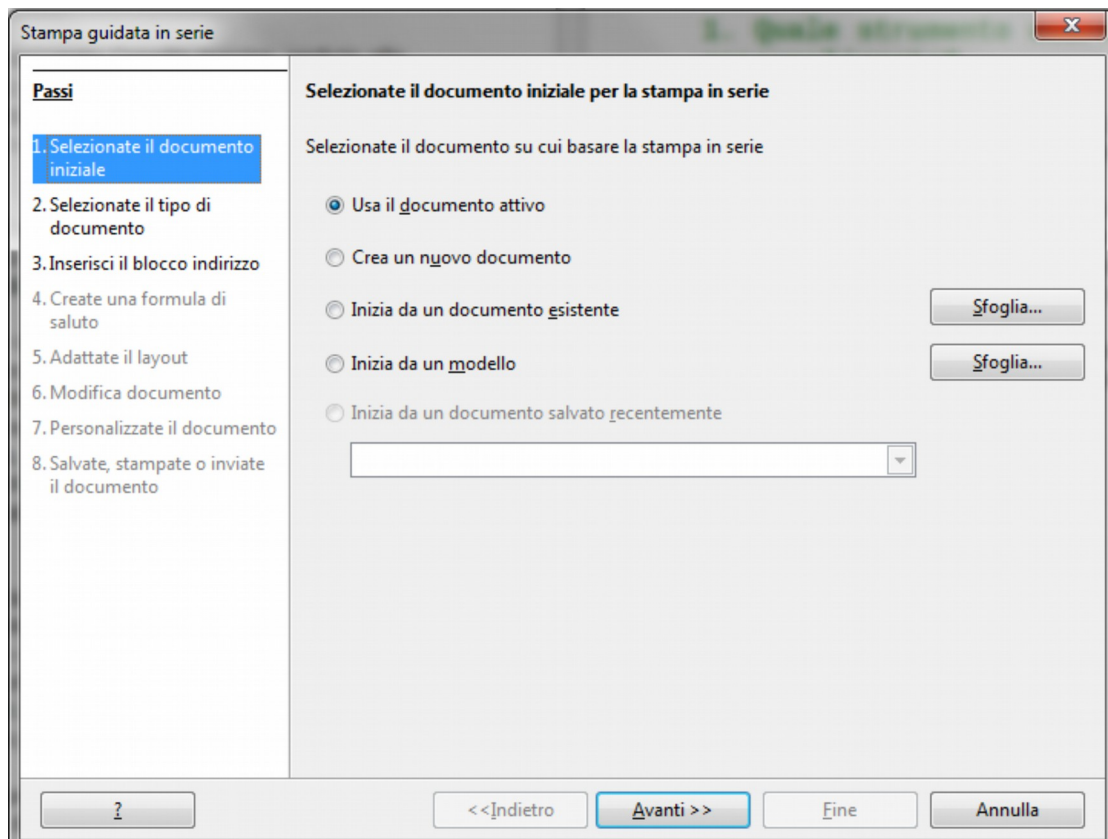 Stampa guidata in serie
1. Quale strumento
Passi
1. Selezionate il documento
iniziale
2. Selezionate il tipo di
documento
3. Inserisci il blocco indirizzo
4. Create una formula di
saluto
5. Adattate il layout
6. Modifica documento
7. Personalizzate il documento
8. Salvate, stampate o inviate
il documento
Selezionate il documento iniziale per la stampa in serie
Selezionate il documento su cui basare la stampa in serie
Usa il documento attivo
Crea un nuovo documento
Inizia da un documento esistente
Sfoglia...
Inizia da un modello
Sfoglia...
Inizia da un documento salvato recentemente
?
<<Indietro
Avanti >>
Fine
Annulla